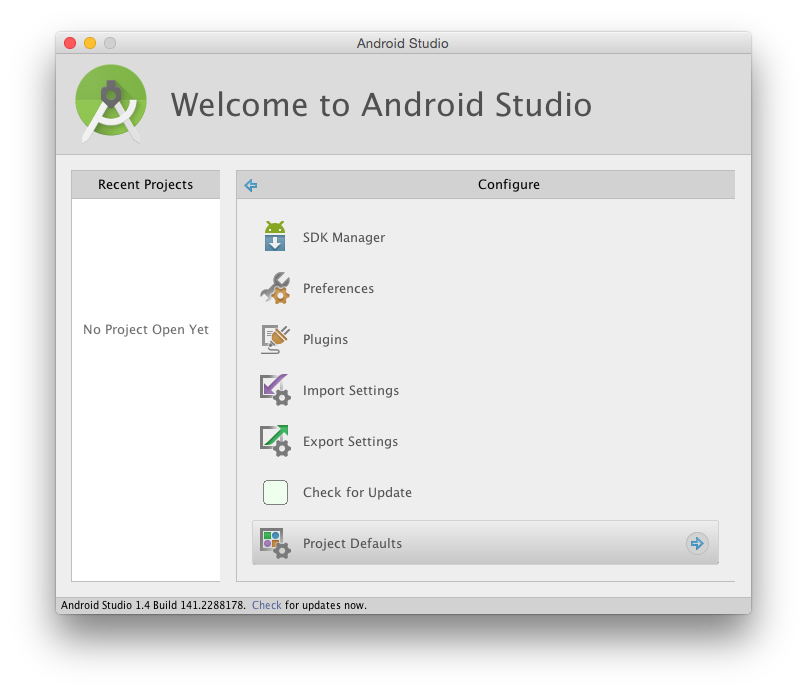 Android Studio
Welcome to Android Studio
Recent Projects
No Project Open Yet
Configure
SDK Manager
Preferences
Plugins
Import Settings
Export Settings
Check for Update
Project Defaults
Android Studio 1.4 Build 141.2288178. Check for updates now.